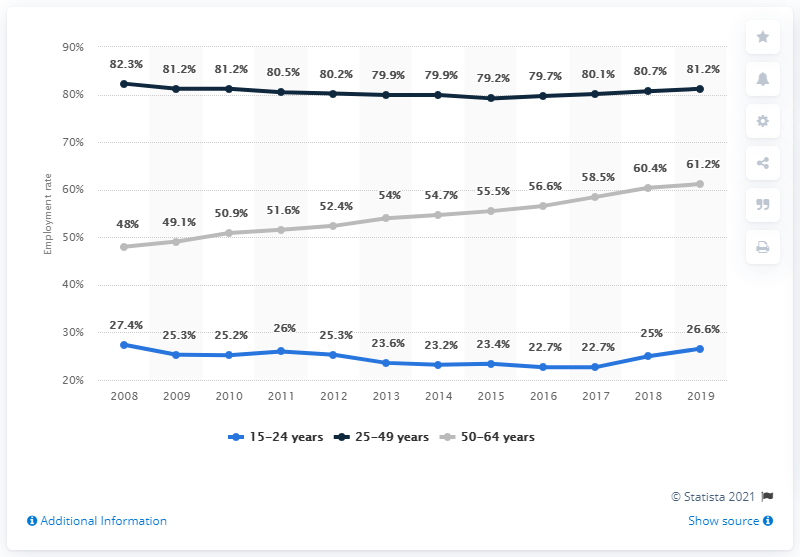 90%
82.3% 81.2% 81.2% 80.5% 80.2% 79.9% 79.9% 79.2% 79.7% 80.1% 80.7% 81.2%
80%
70%
Employment rate
60%
48% 49.1% 50.9% 51.6% 52.4% 54% 54.7% 55.5% 56.6% 58.5% 60.4% 61.2%
50%
40%
30%
27.4% 25.3% 25.2% 26% 25.3% 23.6% 23.2% 23.4% 22.7% 22.7% 25% 26.6%
20%
2008 2009 2010 2011 2012 2013 2014 2015 2016 2017 2018 2019
15-24 years 25-49 years 50-64 years
© Statista 2021
Additional Information Show source